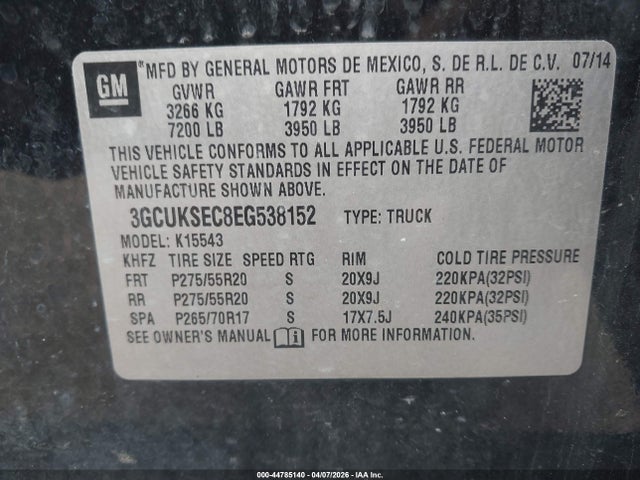 GM
MFD BY GENERAL MOTORS DE MEXICO, S. DE R.L. DE C.V. 07/14
GVWR GAWR FRT GAWR RR
3266 KG 1792 KG 1792 KG
7200 LB 3950 LB 3950 LB
THIS VEHICLE CONFORMS TO ALL APPLICABLE U.S. FEDERAL MOTOR
VEHICLE SAFETY STANDARDS IN EFFECT ON THE DATE OF
MANUFACTURE SHOWN ABOVE.
3GCUKSEC8EG538152 TYPE: TRUCK
MODEL: K15543
KHFZ TIRE SIZE SPEED RTG RIM COLD TIRE PRESSURE
FRT P275/55R20 S 20X9J 220KPA(32PSI)
RR P275/55R20 S 20X9J 220KPA(32PSI)
SPA P265/70R17 S 17X7.5J 240KPA(35PSI)
SEE OWNER'S MANUAL FOR MORE INFORMATION.
000-44785140 - 04/07/2026 - IAA Inc.